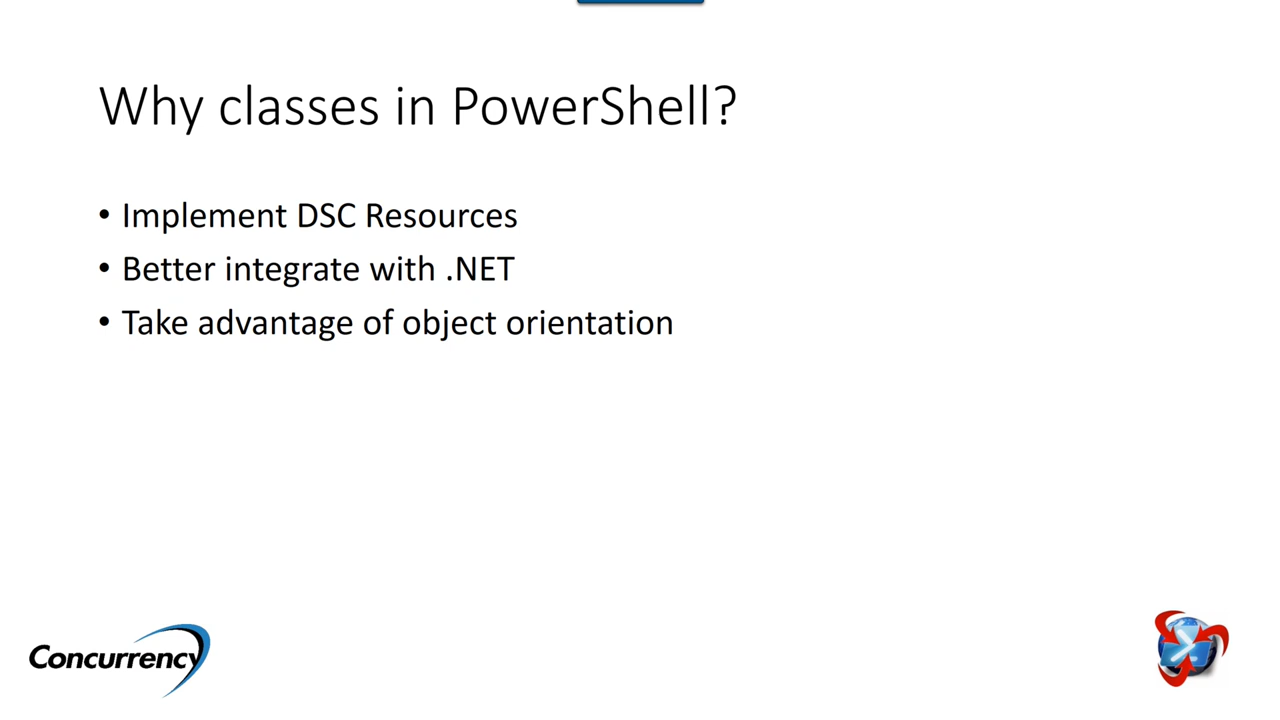 Why classes in PowerShell?
• Implement DSC Resources
• Better integrate with .NET
• Take advantage of object orientation
Concurrency